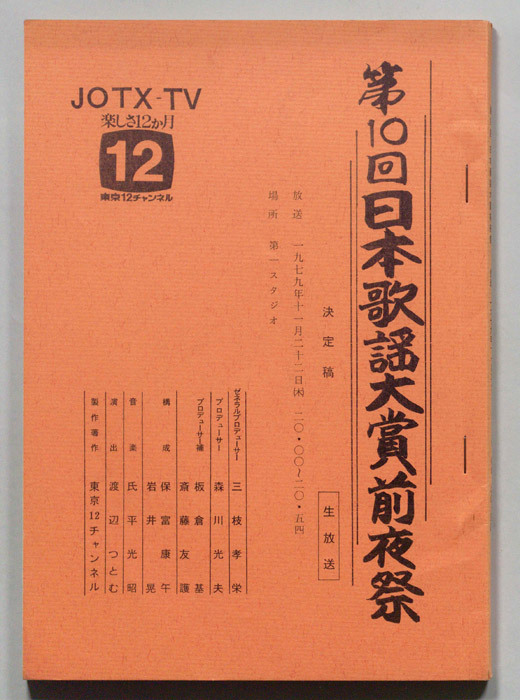 第10回日本歌謡大賞前夜祭
決定稿
生放送
放送 一九七九年十一月二十二日(木) 二〇・〇〇〜二〇・五四
場所 第一スタジオ
JOTX-TV
楽しさ12か月
12
東京12チャンネル
ゼネラルプロデューサー 三枝孝栄
プロデューサー 森川光夫
プロデューサー補 板倉基
斎藤友護
構成 保富康午
岩井晃
音楽 氏平光昭
演出 渡辺つとむ
製作著作 東京12チャンネル